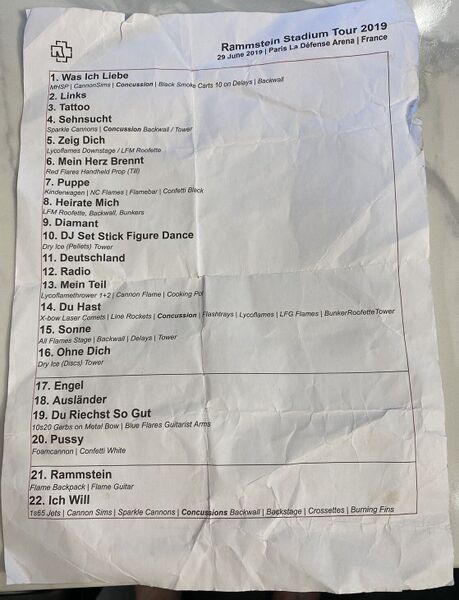 Rammstein Stadium Tour 2019
29 June 2019 | Paris La Défense Arena | France
1. Was Ich Liebe
MHSP | CannonSims | Concussion | Black Smoke Carts 10 on Delays | Backwall
2. Links
3. Tattoo
4. Sehnsucht
Sparkle Cannons | Concussion Backwall / Tower
5. Zeig Dich
Lycoflames Downstage / LFM Roofette
6. Mein Herz Brennt
Red Flares Handheld Prop (Till)
7. Puppe
Kinderwagen | NC Flames | Flamebar | Confetti Black
8. Heirate Mich
LFM Roofette, Backwall, Bunkers
9. Diamant
10. DJ Set Stick Figure Dance
Dry Ice (Pellets) Tower
11. Deutschland
12. Radio
13. Mein Teil
Lycoflamethrower 1+2 | Cannon Flame | Cooking Pot
14. Du Hast
X-bow Laser Comets | Line Rockets | Concussion | Flashtrays | Lycoflames | LFG Flames | BunkerRoofetteTower
15. Sonne
All Flames Stage | Backwall | Delays | Tower
16. Ohne Dich
Dry Ice (Discs) Tower
17. Engel
18. Ausländer
19. Du Riechst So Gut
10s20 Gerbs on Metal Bow | Blue Flares Guitarist Arms
20. Pussy
Foamcannon | Confetti White
21. Rammstein
Flame Backpack | Flame Guitar
22. Ich Will
1s65 Jets | Cannon Sims | Sparkle Cannons | Concussions Backwall | Backstage | Crossettes | Burning Fins